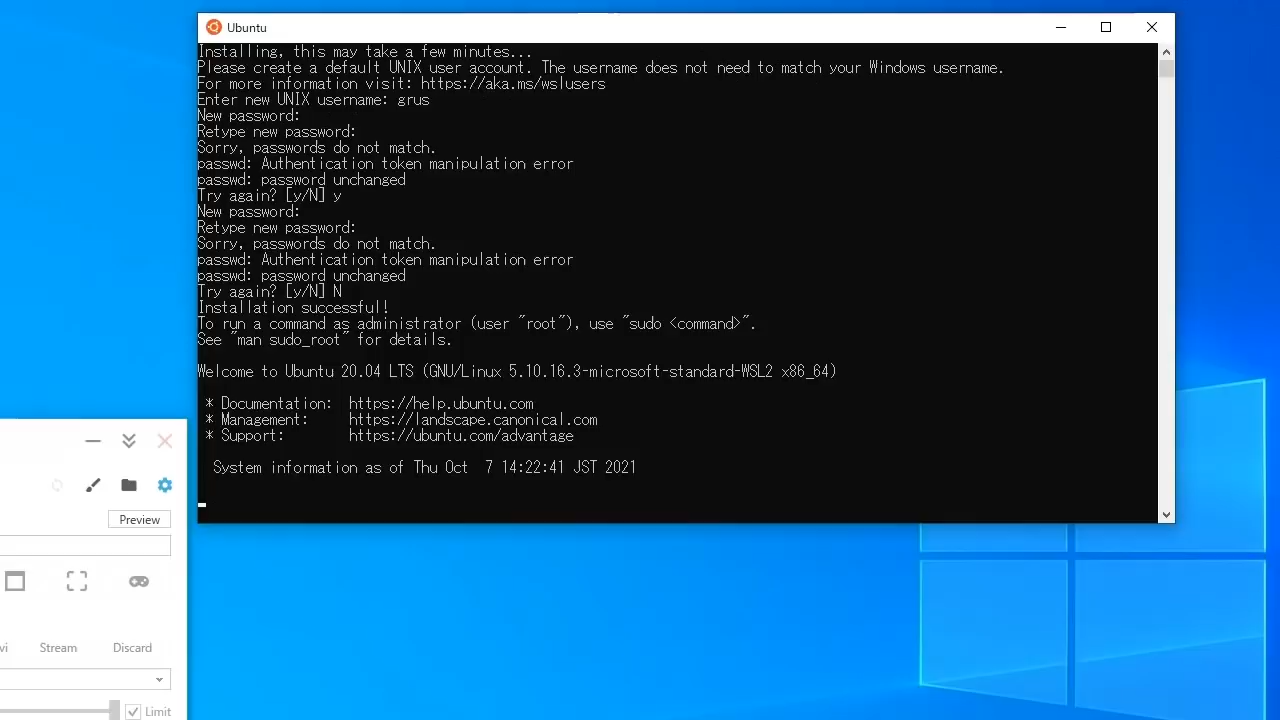 Ubuntu
Installing, this may take a few minutes...
Please create a default UNIX user account. The username does not need to match your Windows username.
For more information visit: https://aka.ms/wslusers
Enter new UNIX username: grus
New password:
Retype new password:
Sorry, passwords do not match.
passwd: Authentication token manipulation error
passwd: password unchanged
Try again? [y/N] y
New password:
Retype new password:
Sorry, passwords do not match.
passwd: Authentication token manipulation error
passwd: password unchanged
Try again? [y/N] N
Installation successful!
To run a command as administrator (user "root"), use "sudo <command>".
See "man sudo_root" for details.
Welcome to Ubuntu 20.04 LTS (GNU/Linux 5.10.16.3-microsoft-standard-WSL2 x86_64)
* Documentation: https://help.ubuntu.com
* Management: https://landscape.canonical.com
* Support: https://ubuntu.com/advantage
System information as of Thu Oct 7 14:22:41 JST 2021
Preview
vi Stream Discard
Limit